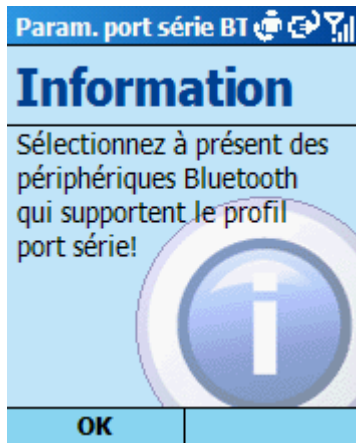 Param. port série BT
Information
Sélectionnez à présent des
périphériques Bluetooth
qui supportent le profil
port série!
OK